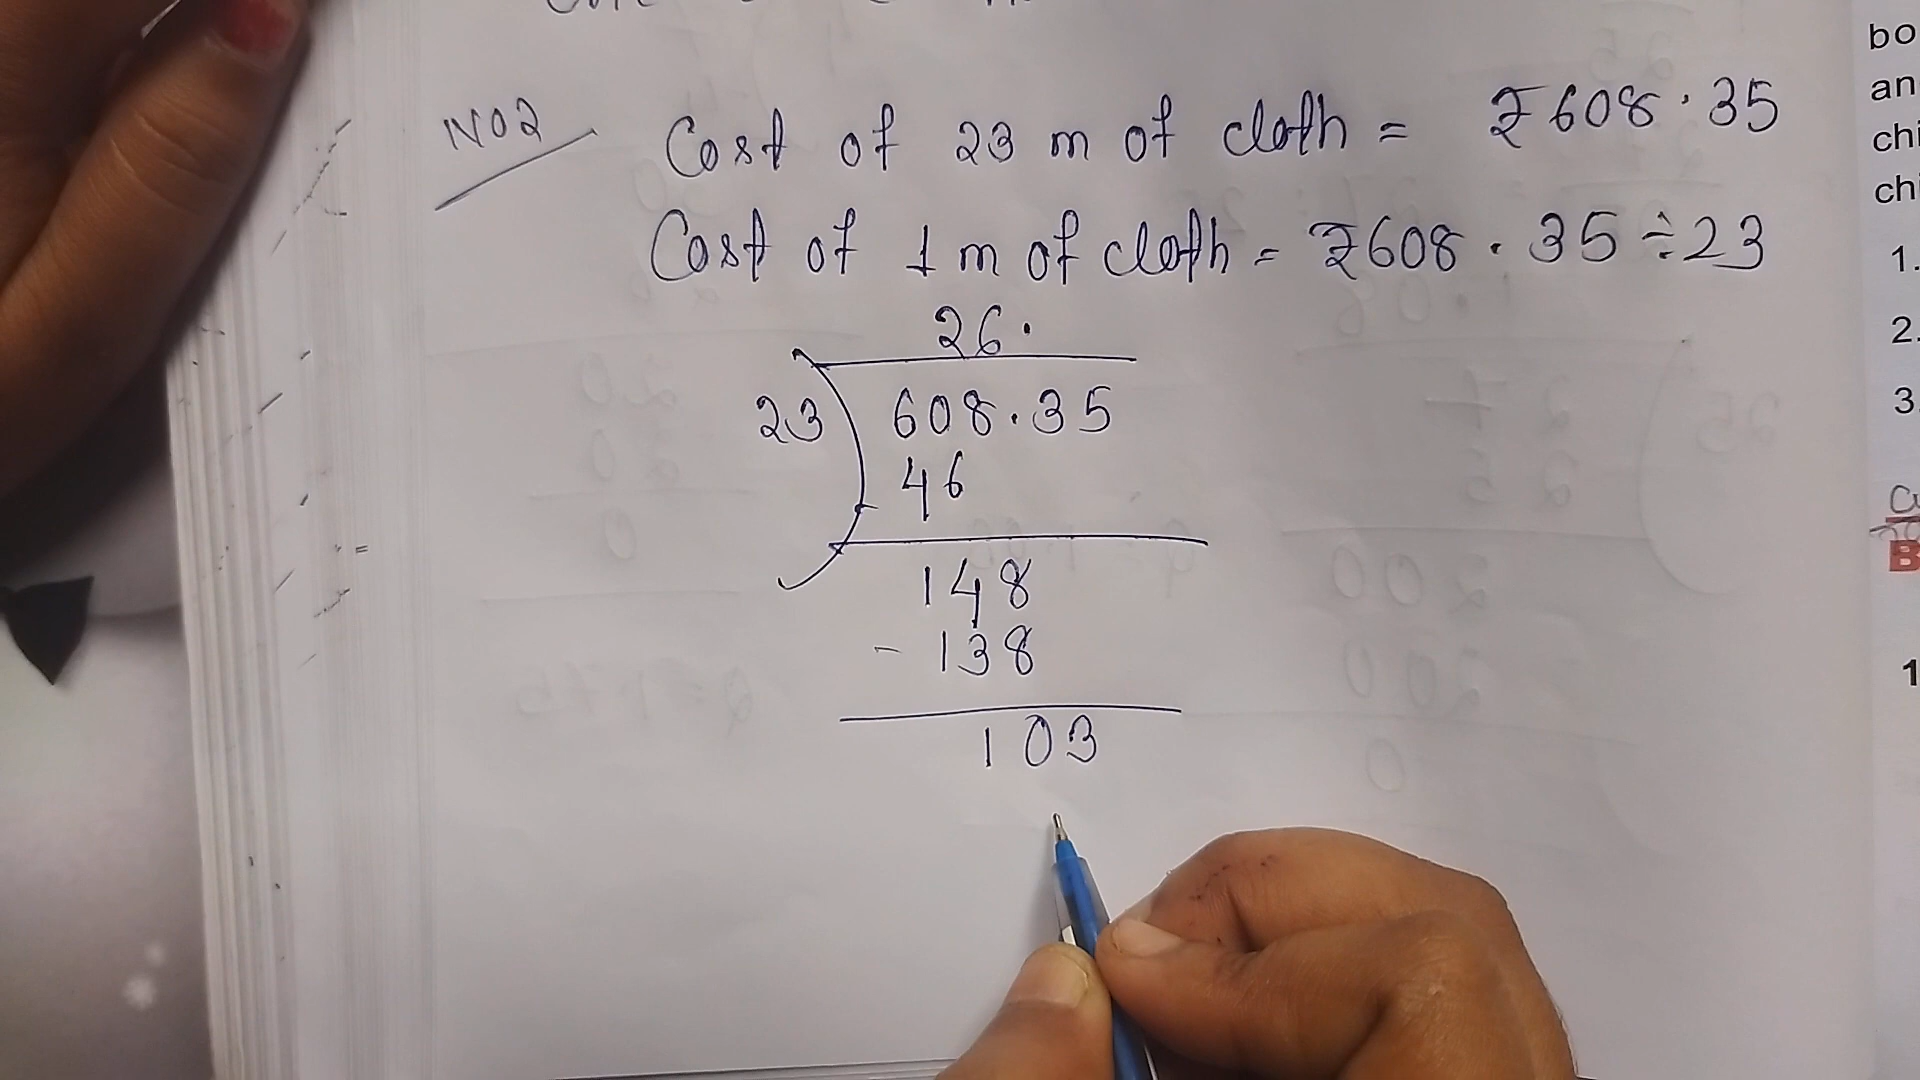 NO2 Cost of 23 m of cloth = ₹608.35
Cost of 1 m of cloth = ₹608.35÷23
26.
23 608.35
- 46
148
- 138
103
bo
an
chi
chi
1.
2.
3.
B
1